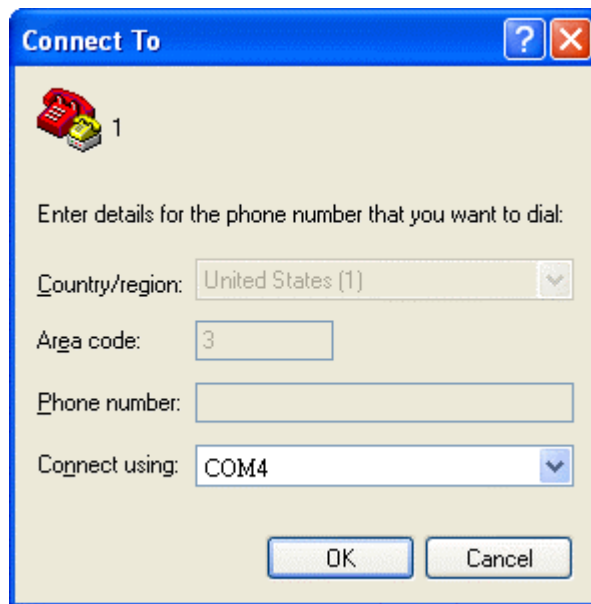 Connect To
1
Enter details for the phone number that you want to dial:
Country/region: United States (1)
Area code: 3
Phone number:
Connect using: COM4
OK Cancel